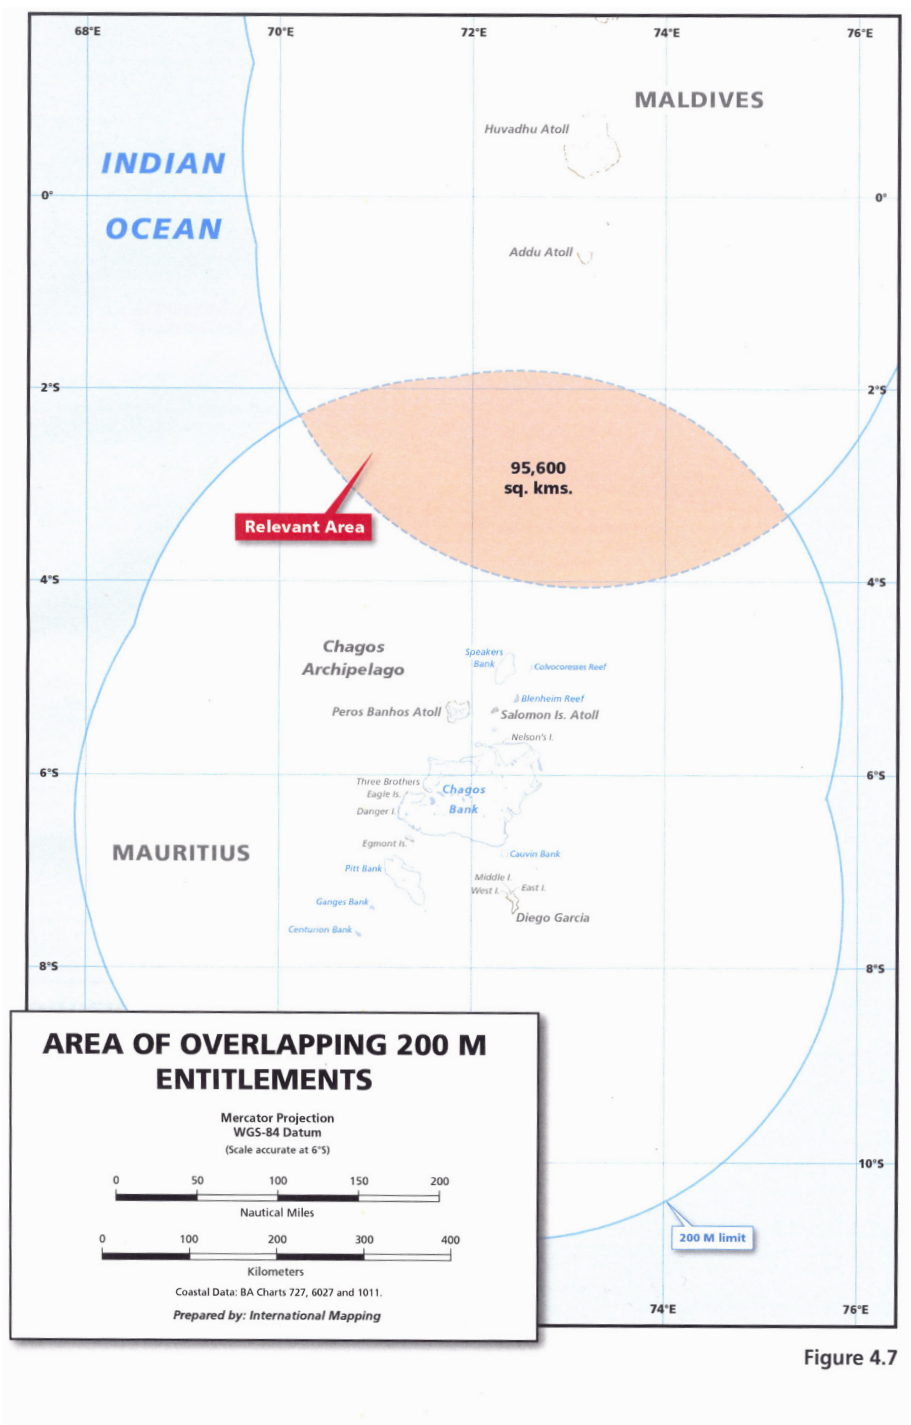 68°E 70°E 72°E 74°E 76°E
MALDIVES
Huvadhu Atoll
INDIAN
0° 0°
OCEAN
Addu Atoll
2°S 2°S
95,600
sq. kms.
Relevant Area
4°S 4°S
Chagos
Archipelago
Speakers
Bank
Colvocoresses Reef
Blenheim Reef
Peros Banhos Atoll
Salomon Is. Atoll
Nelson's I.
6°S 6°S
Three Brothers
Eagle Is.
Chagos
Bank
Danger I.
Egmont Is.
MAURITIUS
Cauvin Bank
Pitt Bank
Middle I.
West I.
East I.
Ganges Bank
Diego Garcia
Centurion Bank
8°S 8°S
AREA OF OVERLAPPING 200 M
ENTITLEMENTS
Mercator Projection
WGS-84 Datum
(Scale accurate at 6°S)
0 50 100 150 200
Nautical Miles
0 100 200 300 400
Kilometers
Coastal Data: BA Charts 727, 6027 and 1011.
Prepared by: International Mapping
10°S
200 M limit
74°E 76°E
Figure 4.7